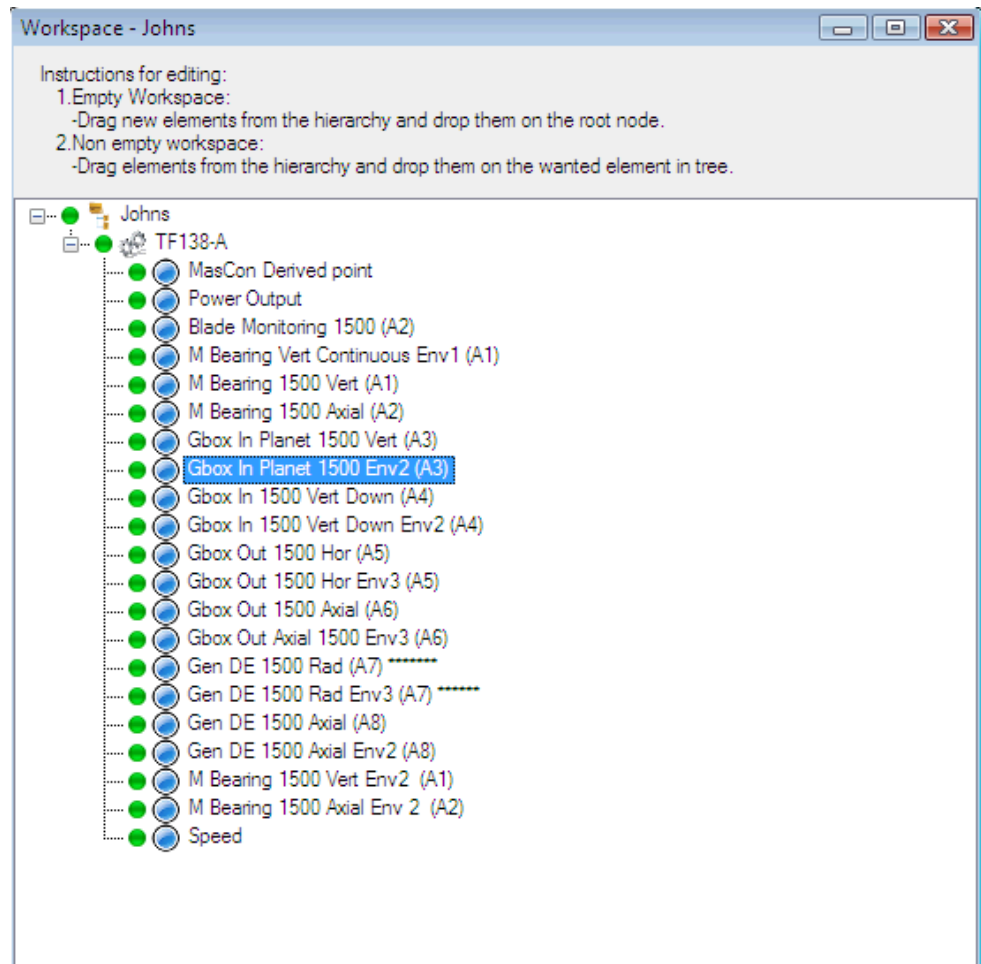 Workspace - Johns
Instructions for editing:
1.Empty Workspace:
-Drag new elements from the hierarchy and drop them on the root node.
2.Non empty workspace:
-Drag elements from the hierarchy and drop them on the wanted element in tree.
Johns
TF138-A
MasCon Derived point
Power Output
Blade Monitoring 1500 (A2)
M Bearing Vert Continuous Env1 (A1)
M Bearing 1500 Vert (A1)
M Bearing 1500 Axial (A2)
Gbox In Planet 1500 Vert (A3)
Gbox In Planet 1500 Env2 (A3)
Gbox In 1500 Vert Down (A4)
Gbox In 1500 Vert Down Env2 (A4)
Gbox Out 1500 Hor (A5)
Gbox Out 1500 Hor Env3 (A5)
Gbox Out 1500 Axial (A6)
Gbox Out Axial 1500 Env3 (A6)
Gen DE 1500 Rad (A7) *******
Gen DE 1500 Rad Env3 (A7) ******
Gen DE 1500 Axial (A8)
Gen DE 1500 Axial Env2 (A8)
M Bearing 1500 Vert Env2  (A1)
M Bearing 1500 Axial Env 2  (A2)
Speed